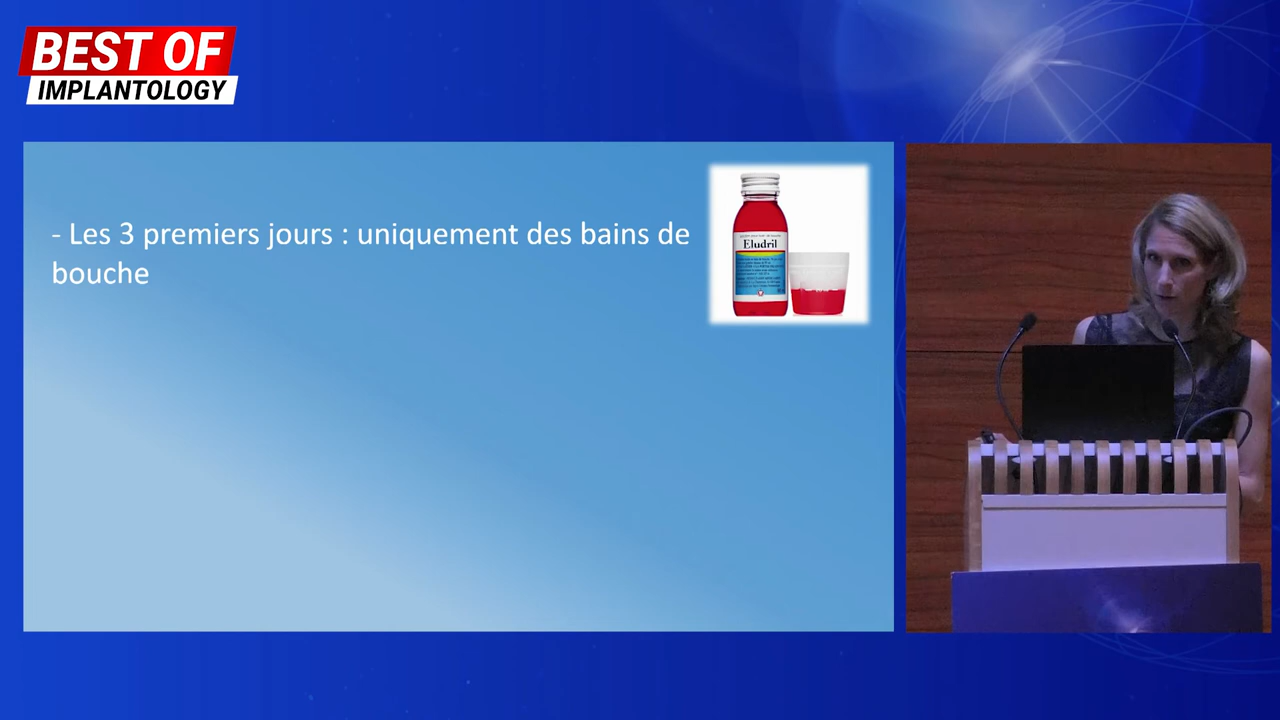 BEST OF
IMPLANTOLOGY
- Les 3 premiers jours : uniquement des bains de
bouche
Eludril